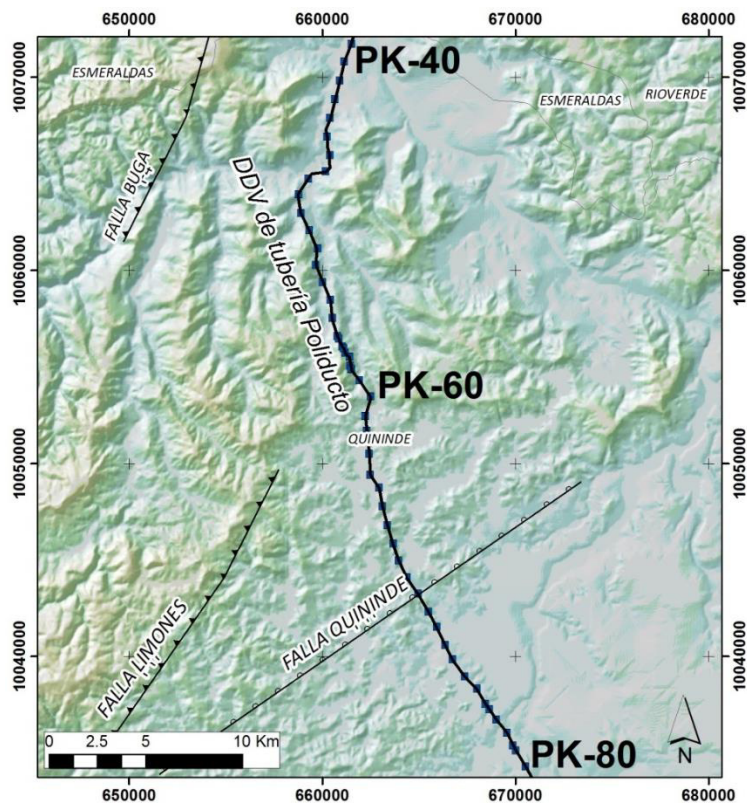 650000 660000 670000 680000
10070000
10060000
10050000
10040000
PK-40
ESMERALDAS
ESMERALDAS
RIOVERDE
FALLA BUGA
DDV de tubería Poliducto
PK-60
QUININDE
FALLA LIMONES
FALLA QUININDE
0 2.5 5 10 Km
PK-80
N
10070000
10060000
10050000
10040000
650000 660000 670000 680000